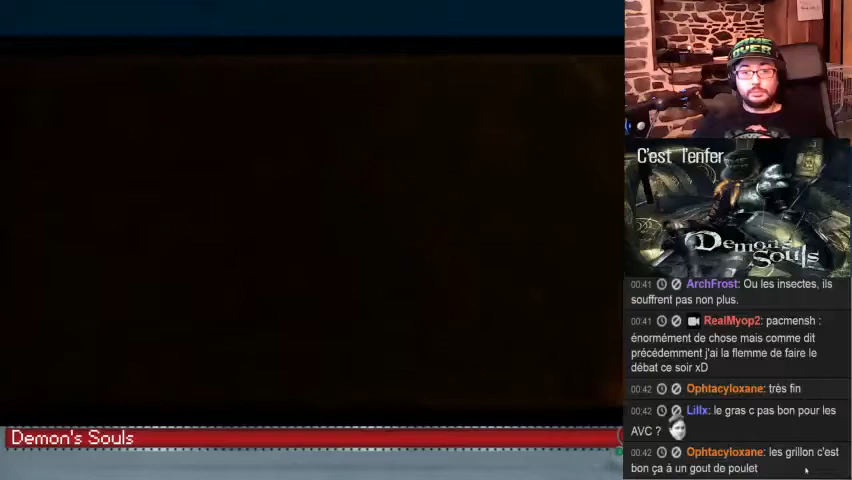 GAME
OVER
C'est l'enfer
Demon's
Souls
00:41 ArchFrost: Ou les insectes, ils
souffrent pas non plus.
00:41 RealMyop2: pacmensh :
énormément de chose mais comme dit
précédemment j'ai la flemme de faire le
débat ce soir xD
00:42 Ophtacyloxane: très fin
00:42 Lillx: le gras c pas bon pour les
AVC ?
00:42 Ophtacyloxane: les grillon c'est
bon ça à un gout de poulet
Demon's Souls